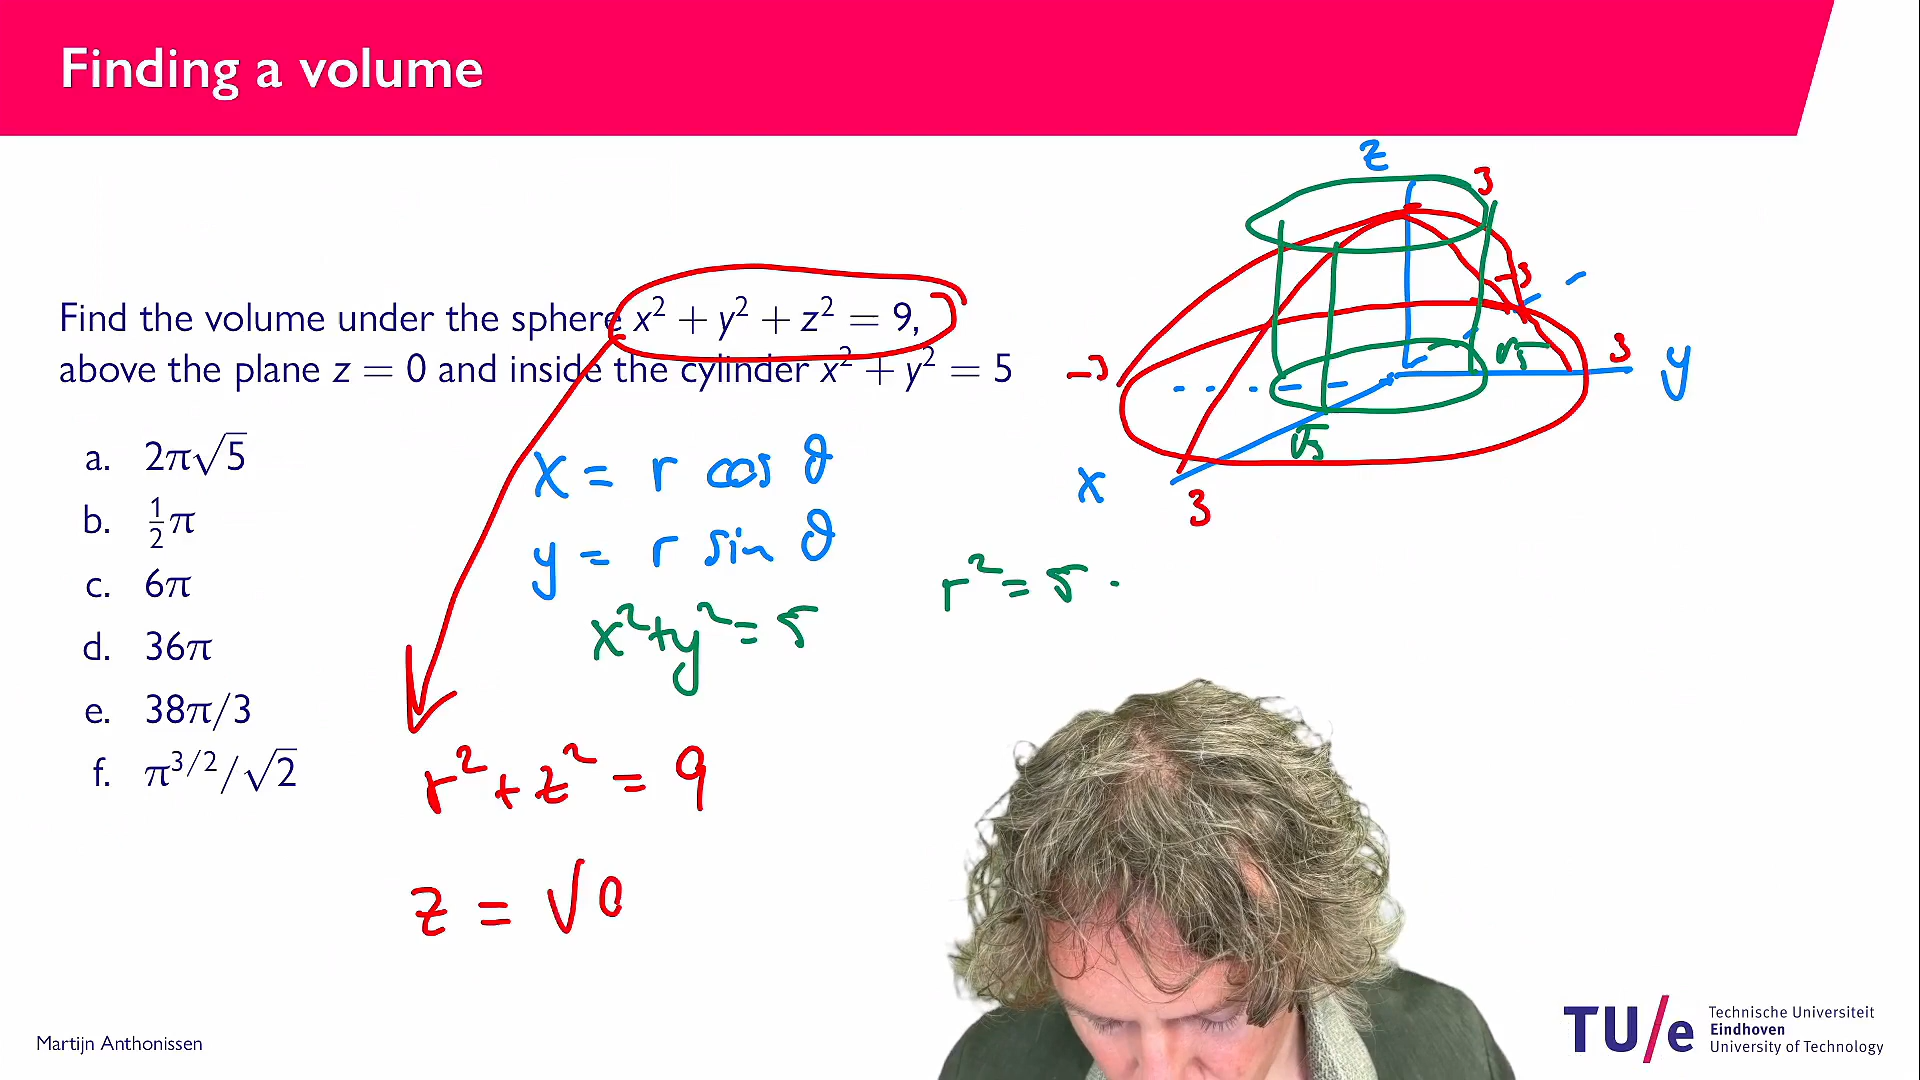 Finding a volume
Find the volume under the sphere x² + y² + z² = 9,
above the plane z = 0 and inside the cylinder x² + y² = 5
a. 2π√5
b. ½π
c. 6π
d. 36π
e. 38π/3
f. π^{3/2}/√2
x = r cos ϑ
y = r sin ϑ
x²+y² = 5
r² = 5
r² + z² = 9
z = √
z
3
-3
-3
√5
3
y
√5
x
3
Martijn Anthonissen
TU/e
Technische Universiteit
Eindhoven
University of Technology